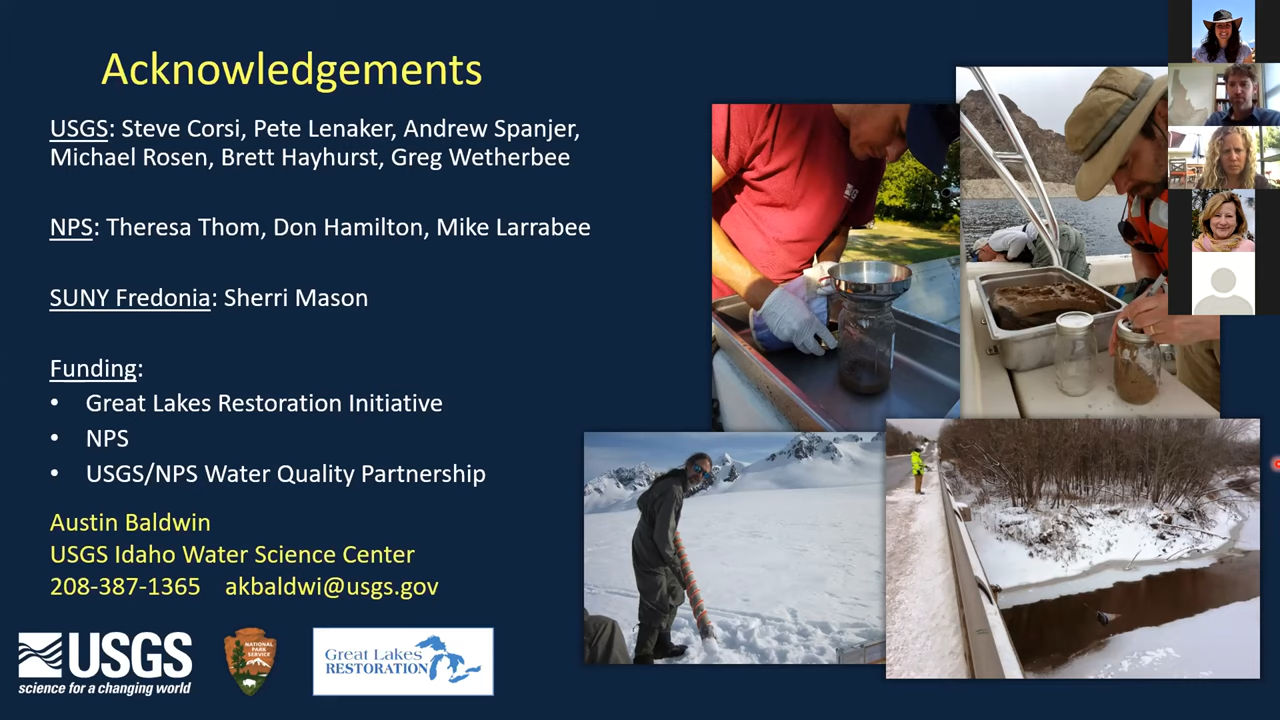 Acknowledgements
USGS: Steve Corsi, Pete Lenaker, Andrew Spanjer,
Michael Rosen, Brett Hayhurst, Greg Wetherbee
NPS: Theresa Thom, Don Hamilton, Mike Larrabee
SUNY Fredonia: Sherri Mason
Funding:
• Great Lakes Restoration Initiative
• NPS
• USGS/NPS Water Quality Partnership
Austin Baldwin
USGS Idaho Water Science Center
208-387-1365 akbaldwi@usgs.gov
USGS
science for a changing world
NATIONAL
PARK
SERVICE
Great Lakes
RESTORATION